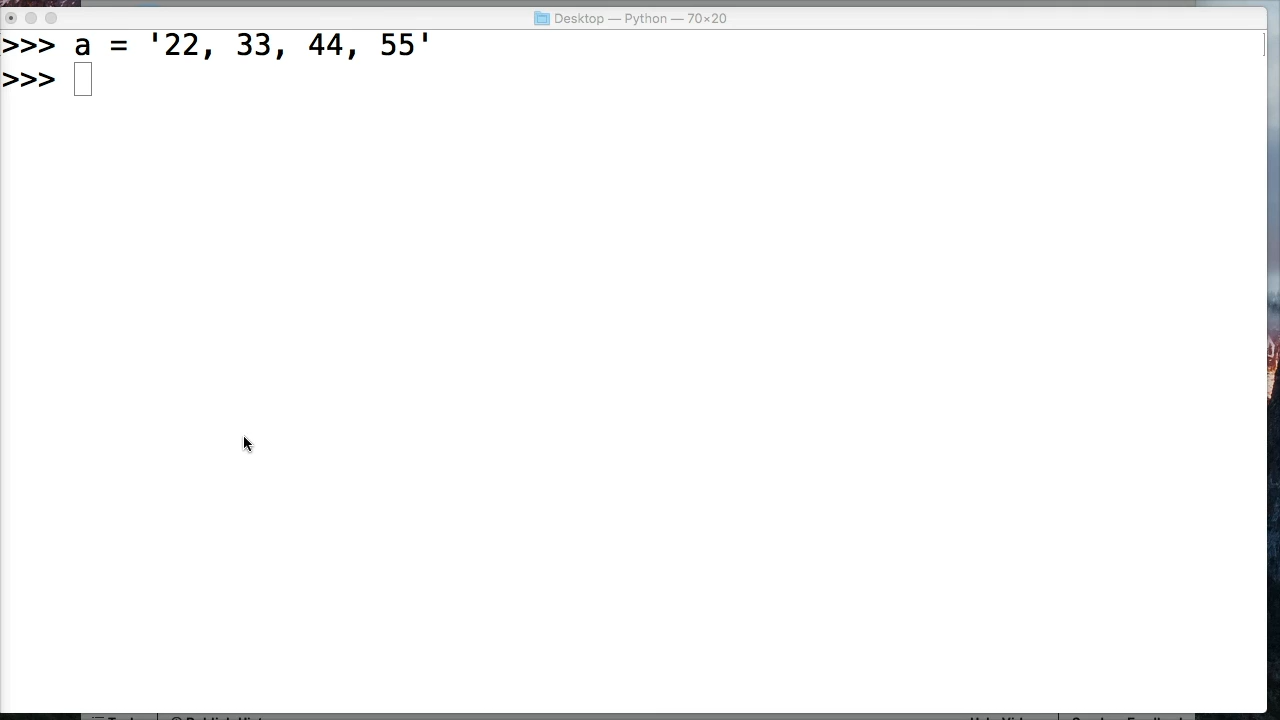 Desktop — Python — 70×20
>>> a = '22, 33, 44, 55'
>>>